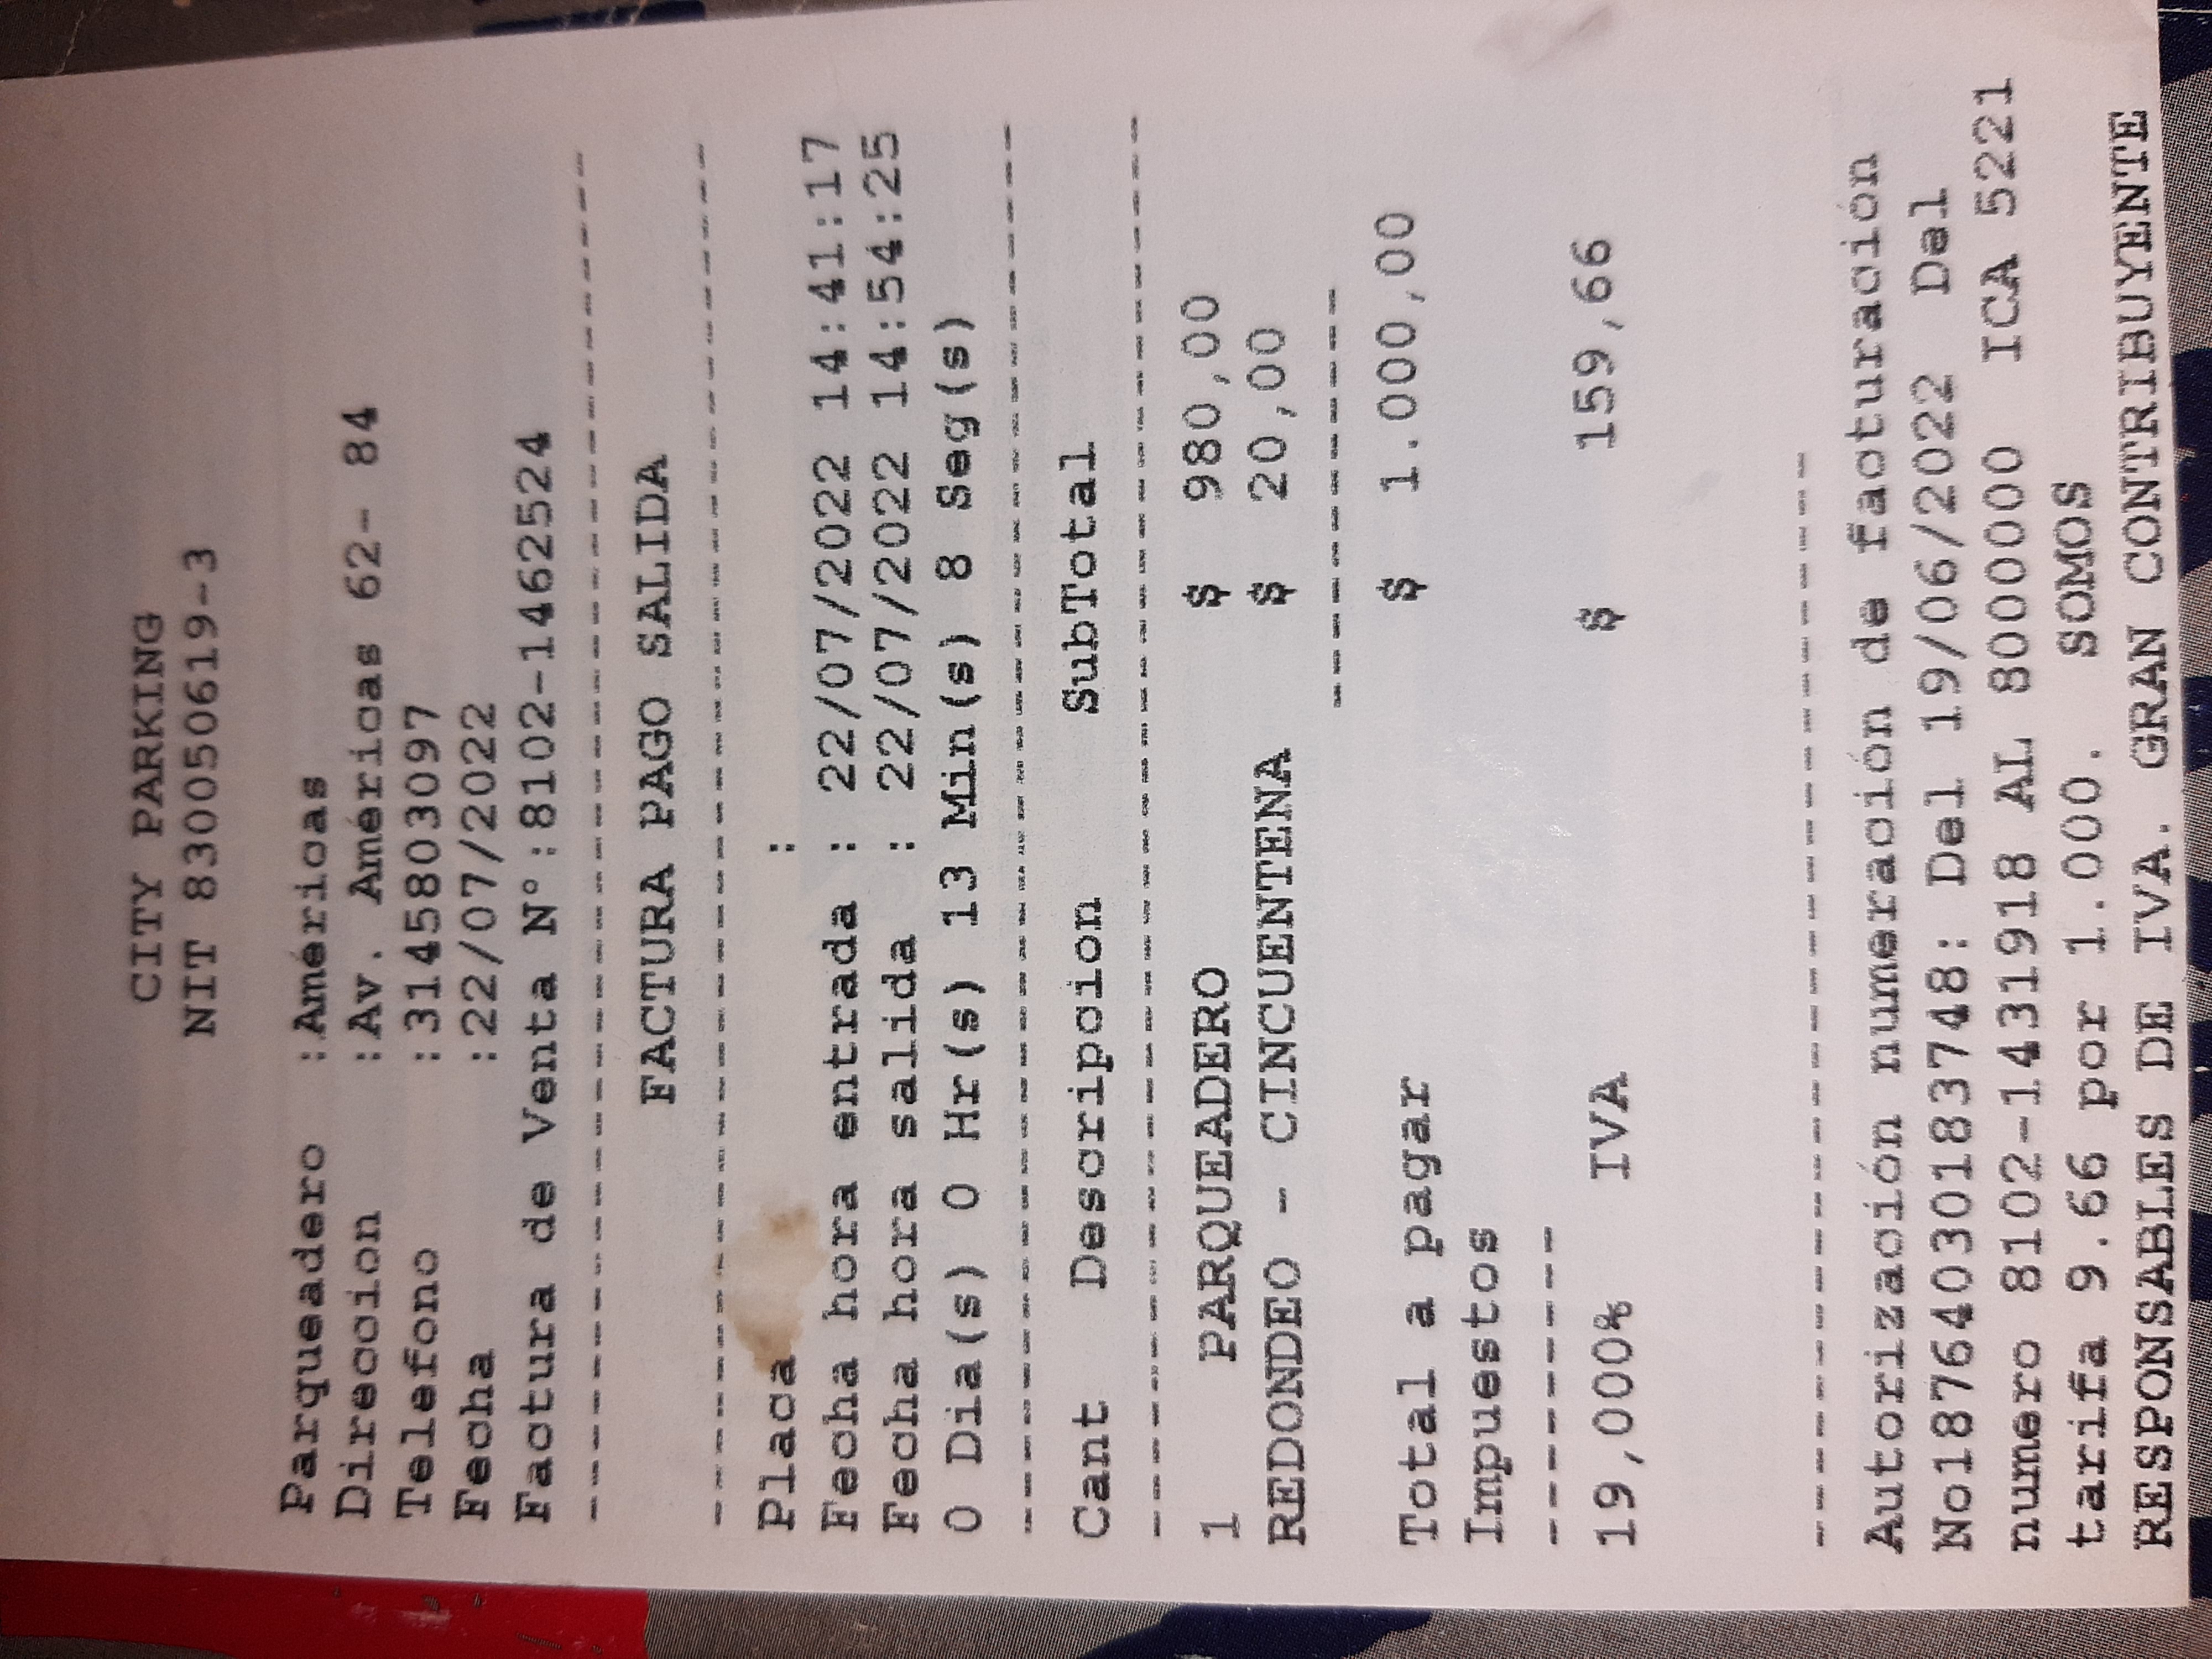 CITY PARKING
NIT 830050619-3
Parqueadero :Américas
Direccion :Av. Américas 62- 84
Telefono :3145803097
Fecha :22/07/2022
Factura de Venta N°:8102-1462524
--------------------------------
FACTURA PAGO SALIDA
--------------------------------
Placa :
Fecha hora entrada : 22/07/2022 14:41:17
Fecha hora salida : 22/07/2022 14:54:25
0 Dia(s) 0 Hr(s) 13 Min(s) 8 Seg(s)
--------------------------------
Cant Descripcion SubTotal
--------------------------------
1 PARQUEADERO $ 980,00
REDONDEO - CINCUENTENA $ 20,00
------------
Total a pagar $ 1.000,00
Impuestos
---------
19,000% IVA $ 159,66
--------------------------------
Autorización numeración de facturación
No18764030183748: Del 19/06/2022 Del
numero 8102-1431918 AL 8000000 ICA 5221
tarifa 9.66 por 1.000. SOMOS
RESPONSABLES DE IVA. GRAN CONTRIBUYENTE